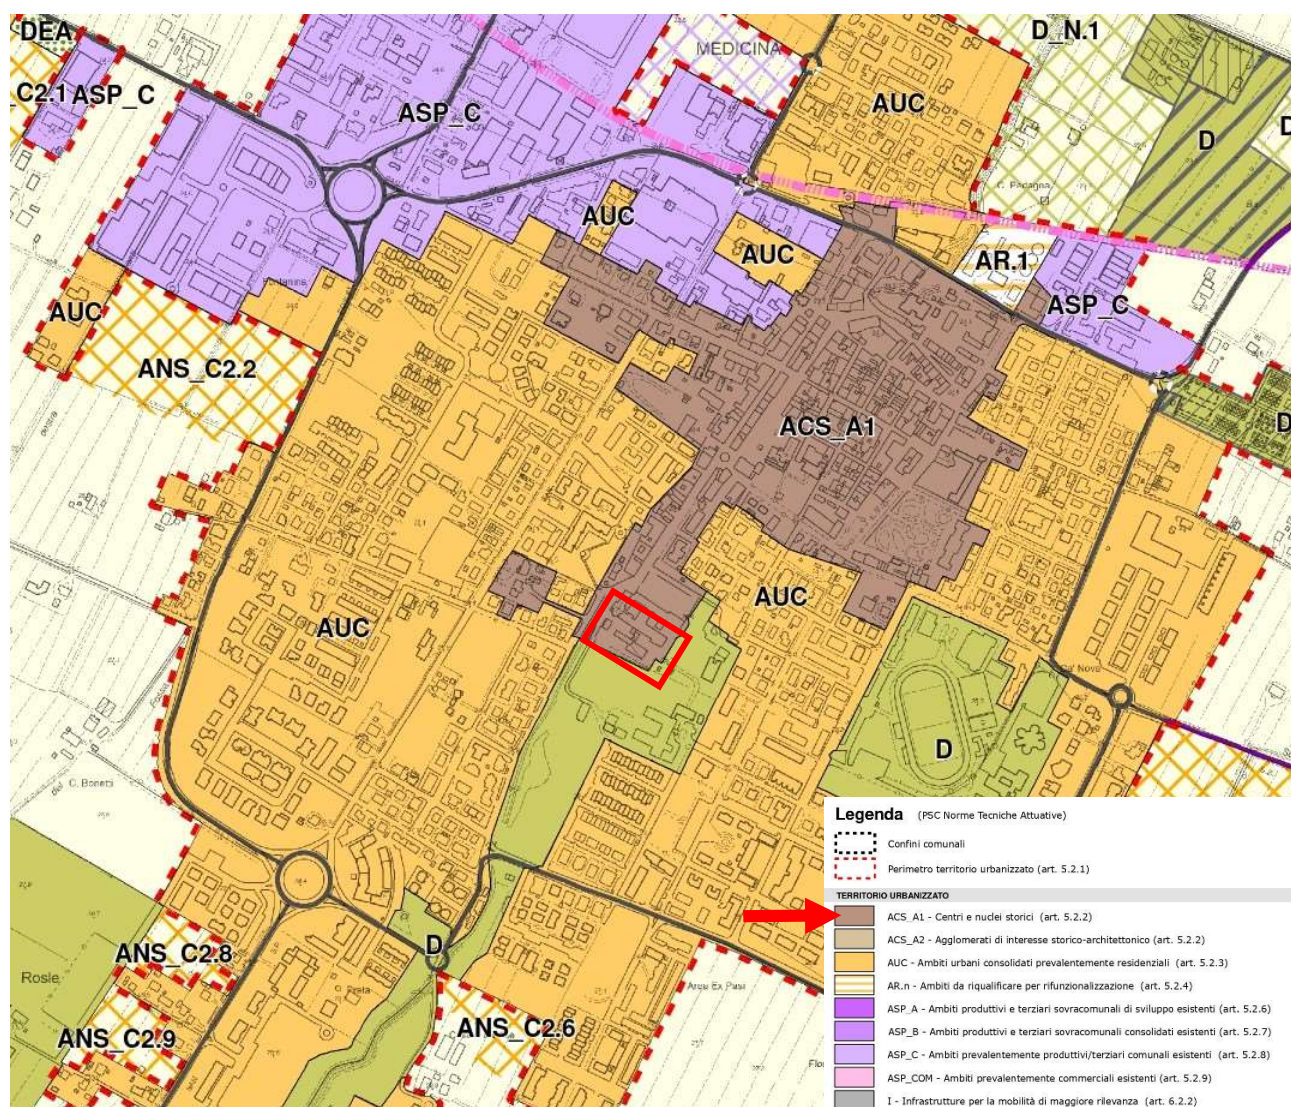 DEA
D_N.1
MEDICINA
_C2.1
ASP_C
AUC
ASP_C
D
D
AUC
AUC
AR.1
ASP_C
AUC
ANS_C2.2
D
ACS_A1
AUC
AUC
Ca' Nova
D
C. Bonetti
Legenda (PSC Norme Tecniche Attuative)
Confini comunali
Perimetro territorio urbanizzato (art. 5.2.1)
TERRITORIO URBANIZZATO
ACS_A1 - Centri e nuclei storici (art. 5.2.2)
ACS_A2 - Agglomerati di interesse storico-architettonico (art. 5.2.2)
AUC - Ambiti urbani consolidati prevalentemente residenziali (art. 5.2.3)
AR.n - Ambiti da riqualificare per rifunzionalizzazione (art. 5.2.4)
ASP_A - Ambiti produttivi e terziari sovracomunali di sviluppo esistenti (art. 5.2.6)
ASP_B - Ambiti produttivi e terziari sovracomunali consolidati esistenti (art. 5.2.7)
ASP_C - Ambiti prevalentemente produttivi/terziari comunali esistenti (art. 5.2.8)
ASP_COM - Ambiti prevalentemente commerciali esistenti (art. 5.2.9)
I - Infrastrutture per la mobilità di maggiore rilevanza (art. 6.2.2)
D
ANS_C2.8
Rosie
ANS_C2.9
ANS_C2.6